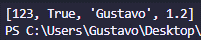 [123, True, 'Gustavo', 1.2]
PS C:\Users\Gustavo\Desktop\